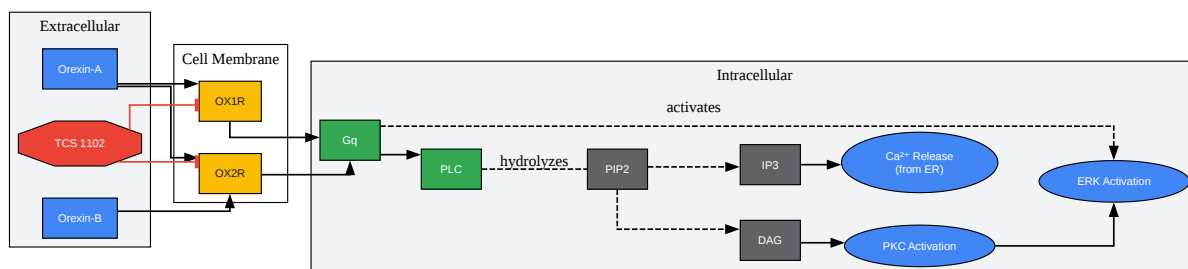 Extracellular
Orexin-A
TCS 1102
Orexin-B
Cell Membrane
OX1R
OX2R
Intracellular
activates
Gq
PLC
hydrolyzes
PIP2
IP3
Ca²⁺ Release
(from ER)
DAG
PKC Activation
ERK Activation